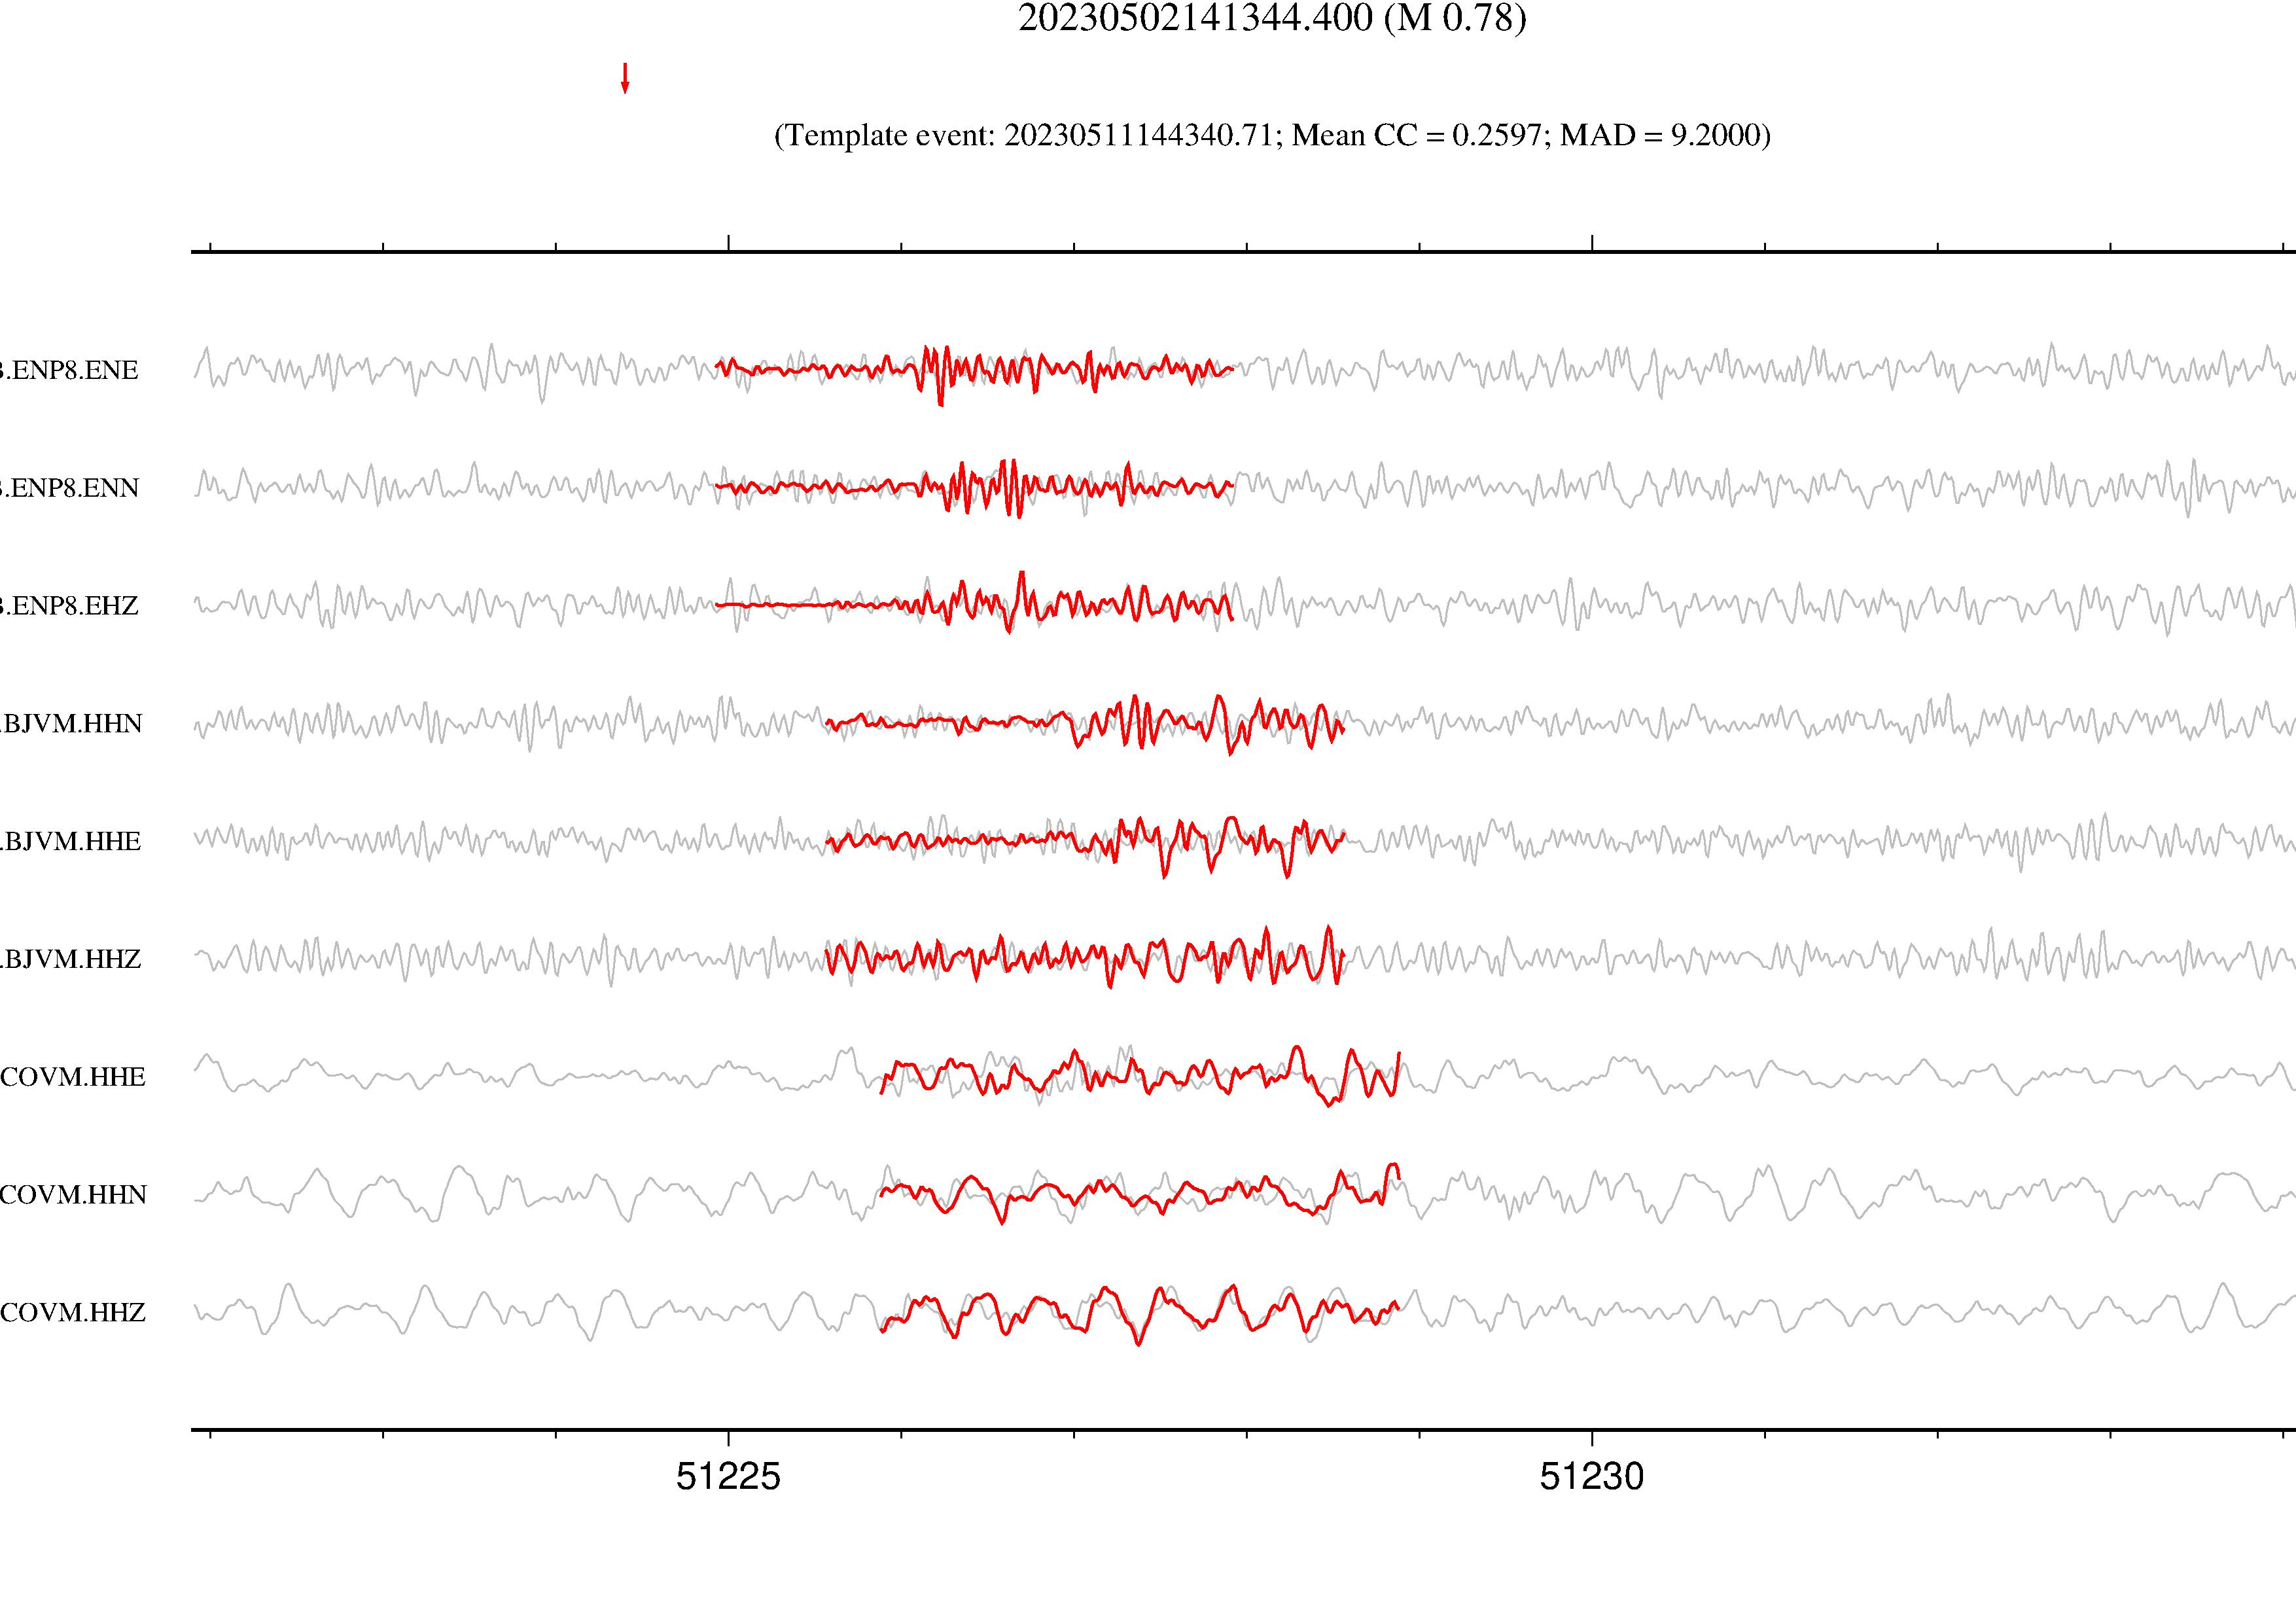 20230502141344.400 (M 0.78)
(Template event: 20230511144340.71; Mean CC = 0.2597; MAD = 9.2000)
.ENP8.ENE
.ENP8.ENN
.ENP8.EHZ
.BJVM.HHN
.BJVM.HHE
.BJVM.HHZ
COVM.HHE
COVM.HHN
COVM.HHZ
51225 51230